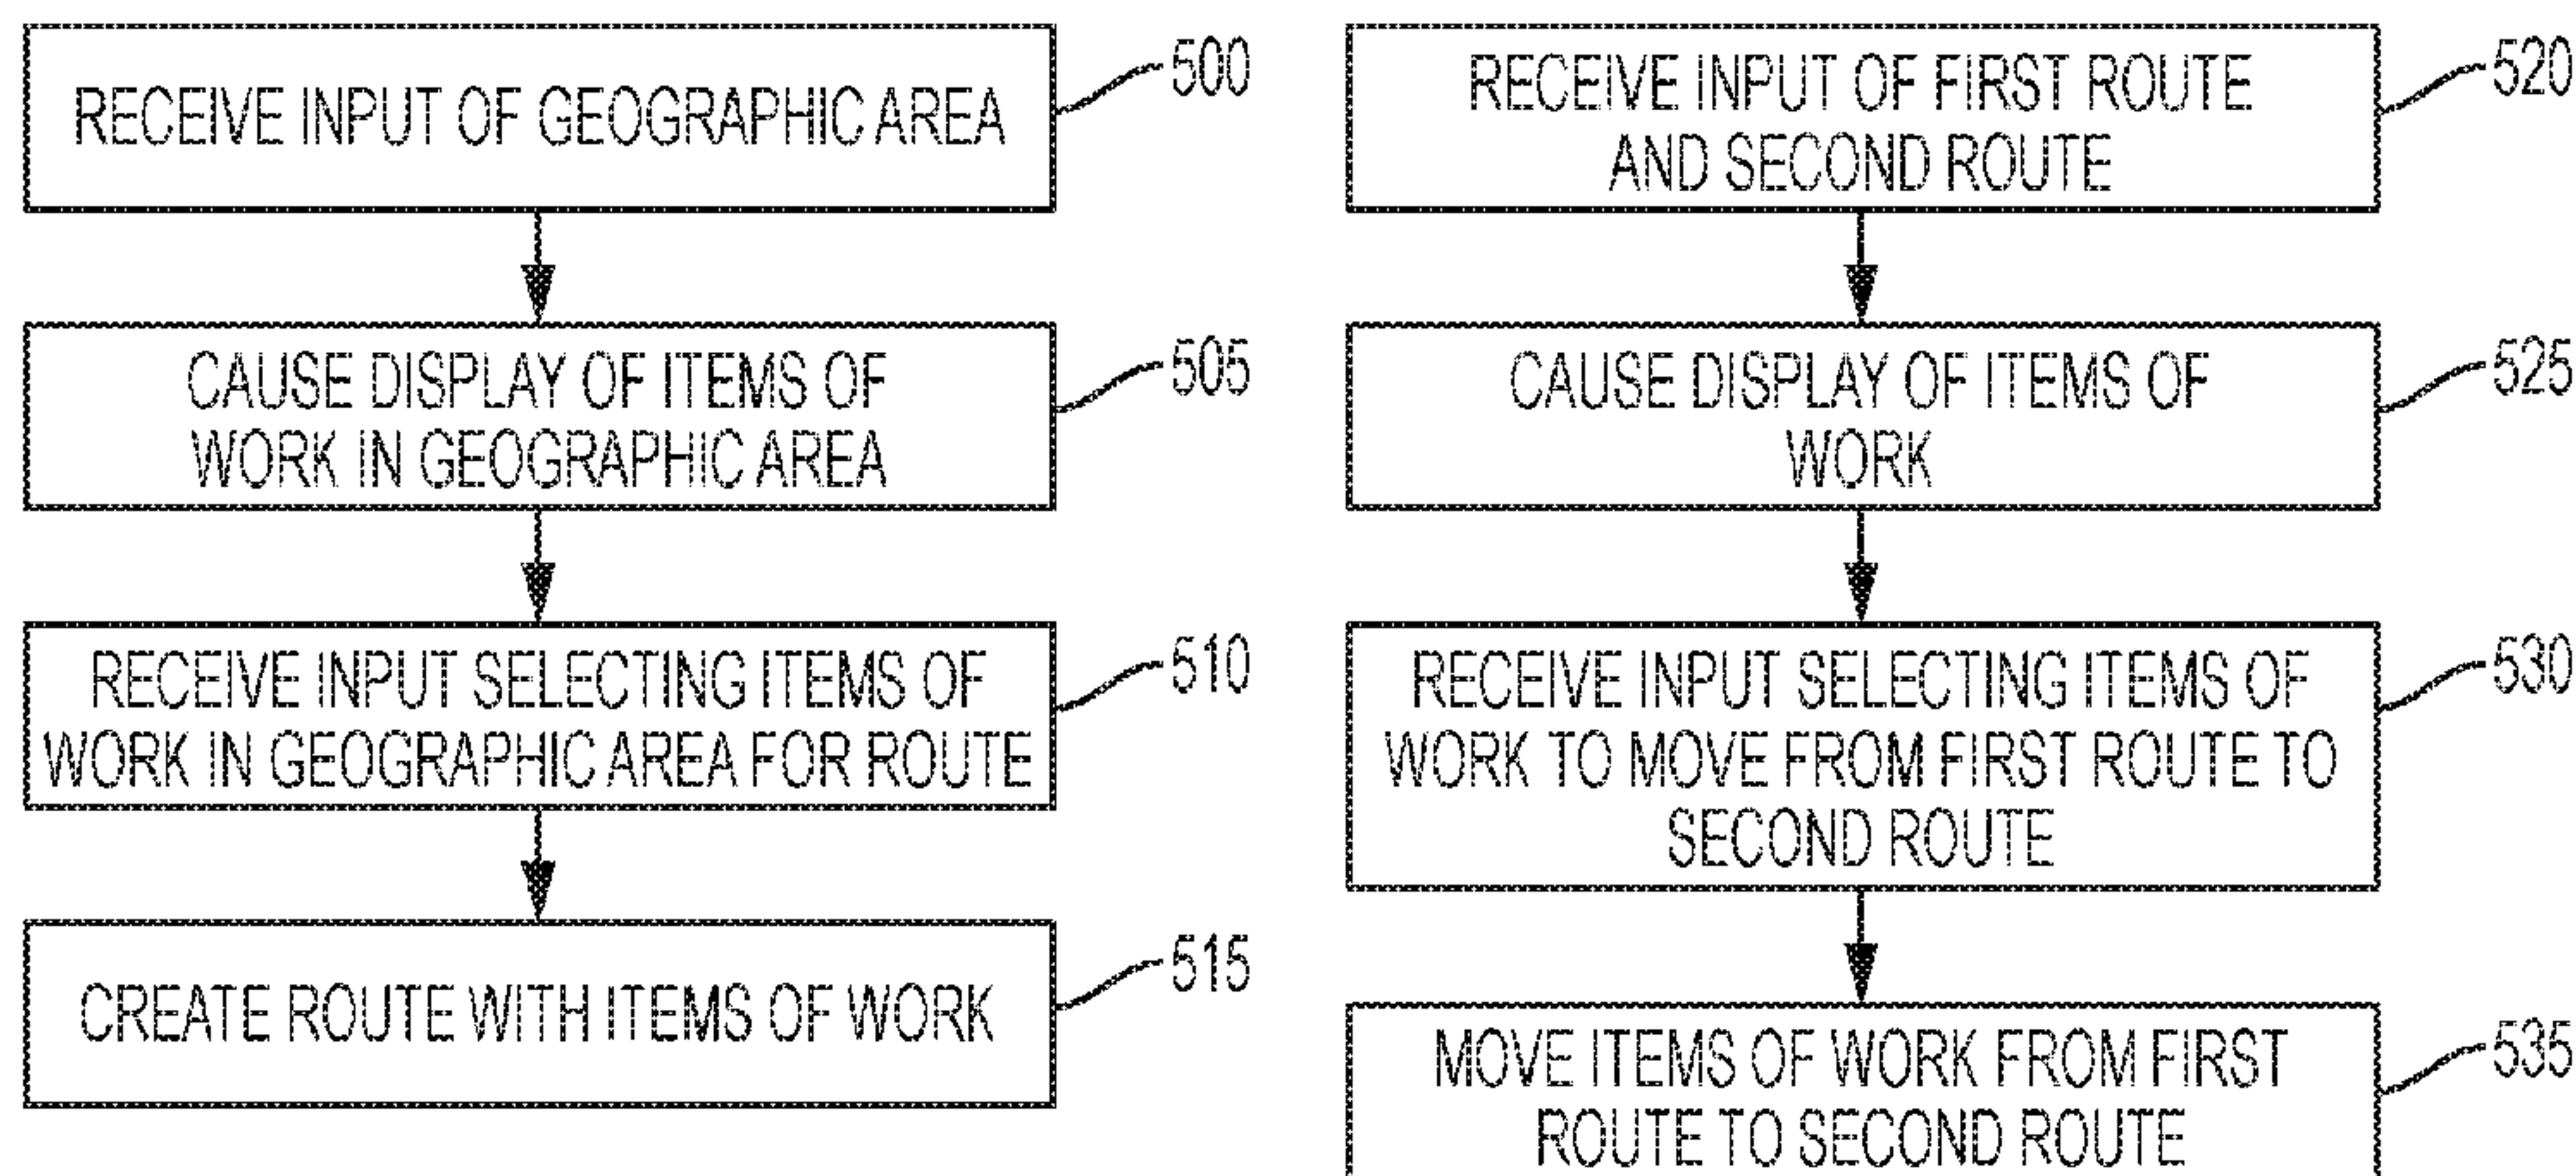 RECEIVE INPUT OF GEOGRAPHIC AREA
500
CAUSE DISPLAY OF ITEMS OF
WORK IN GEOGRAPHIC AREA
505
RECEIVE INPUT SELECTING ITEMS OF
WORK IN GEOGRAPHIC AREA FOR ROUTE
510
CREATE ROUTE WITH ITEMS OF WORK
515
RECEIVE INPUT OF FIRST ROUTE
AND SECOND ROUTE
520
CAUSE DISPLAY OF ITEMS OF
WORK
525
RECEIVE INPUT SELECTING ITEMS OF
WORK TO MOVE FROM FIRST ROUTE TO
SECOND ROUTE
530
MOVE ITEMS OF WORK FROM FIRST
ROUTE TO SECOND ROUTE
535